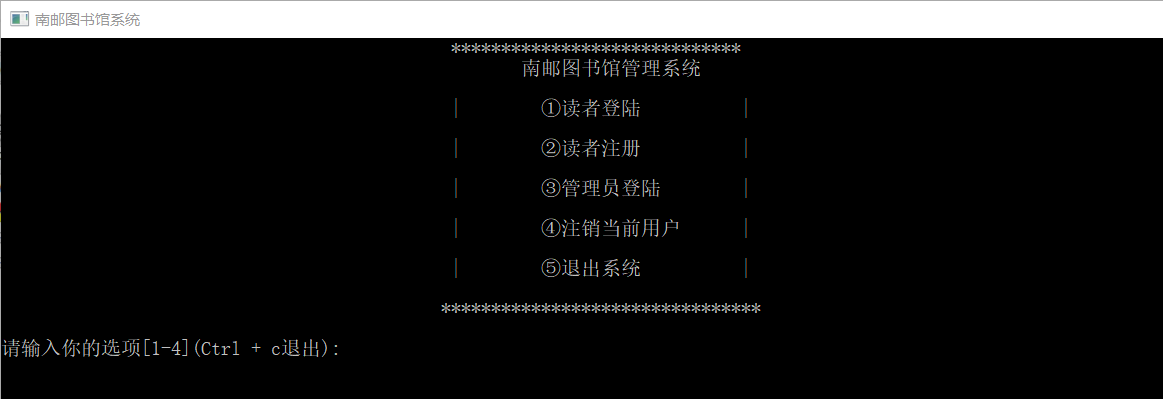 南邮图书馆系统
*****************************
南邮图书馆管理系统
| ①读者登陆 |
| ②读者注册 |
| ③管理员登陆 |
| ④注销当前用户 |
| ⑤退出系统 |
********************************
请输入你的选项[1-4](Ctrl + c退出):